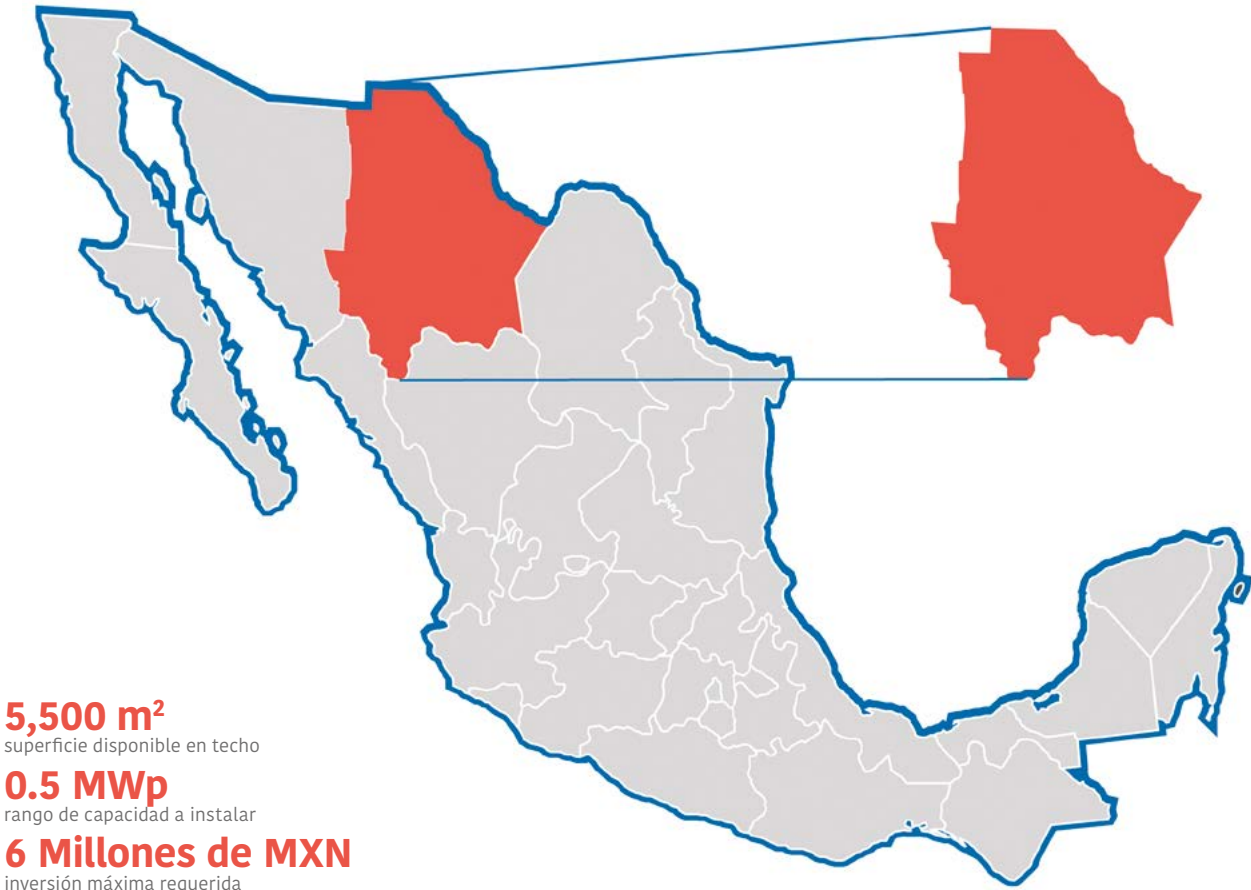 5,500 m²
superficie disponible en techo
0.5 MWp
rango de capacidad a instalar
6 Millones de MXN
inversión máxima requerida